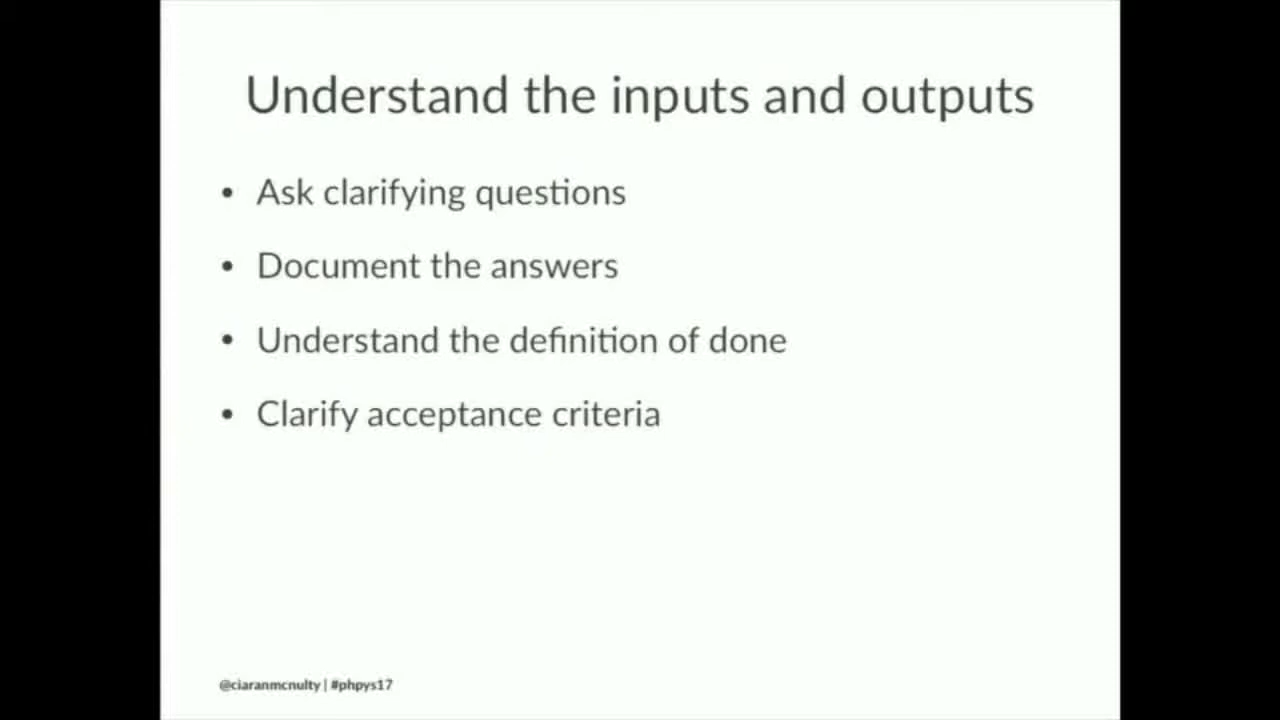 Understand the inputs and outputs
• Ask clarifying questions
• Document the answers
• Understand the definition of done
• Clarify acceptance criteria
@ciaranmcnulty | #phpys17